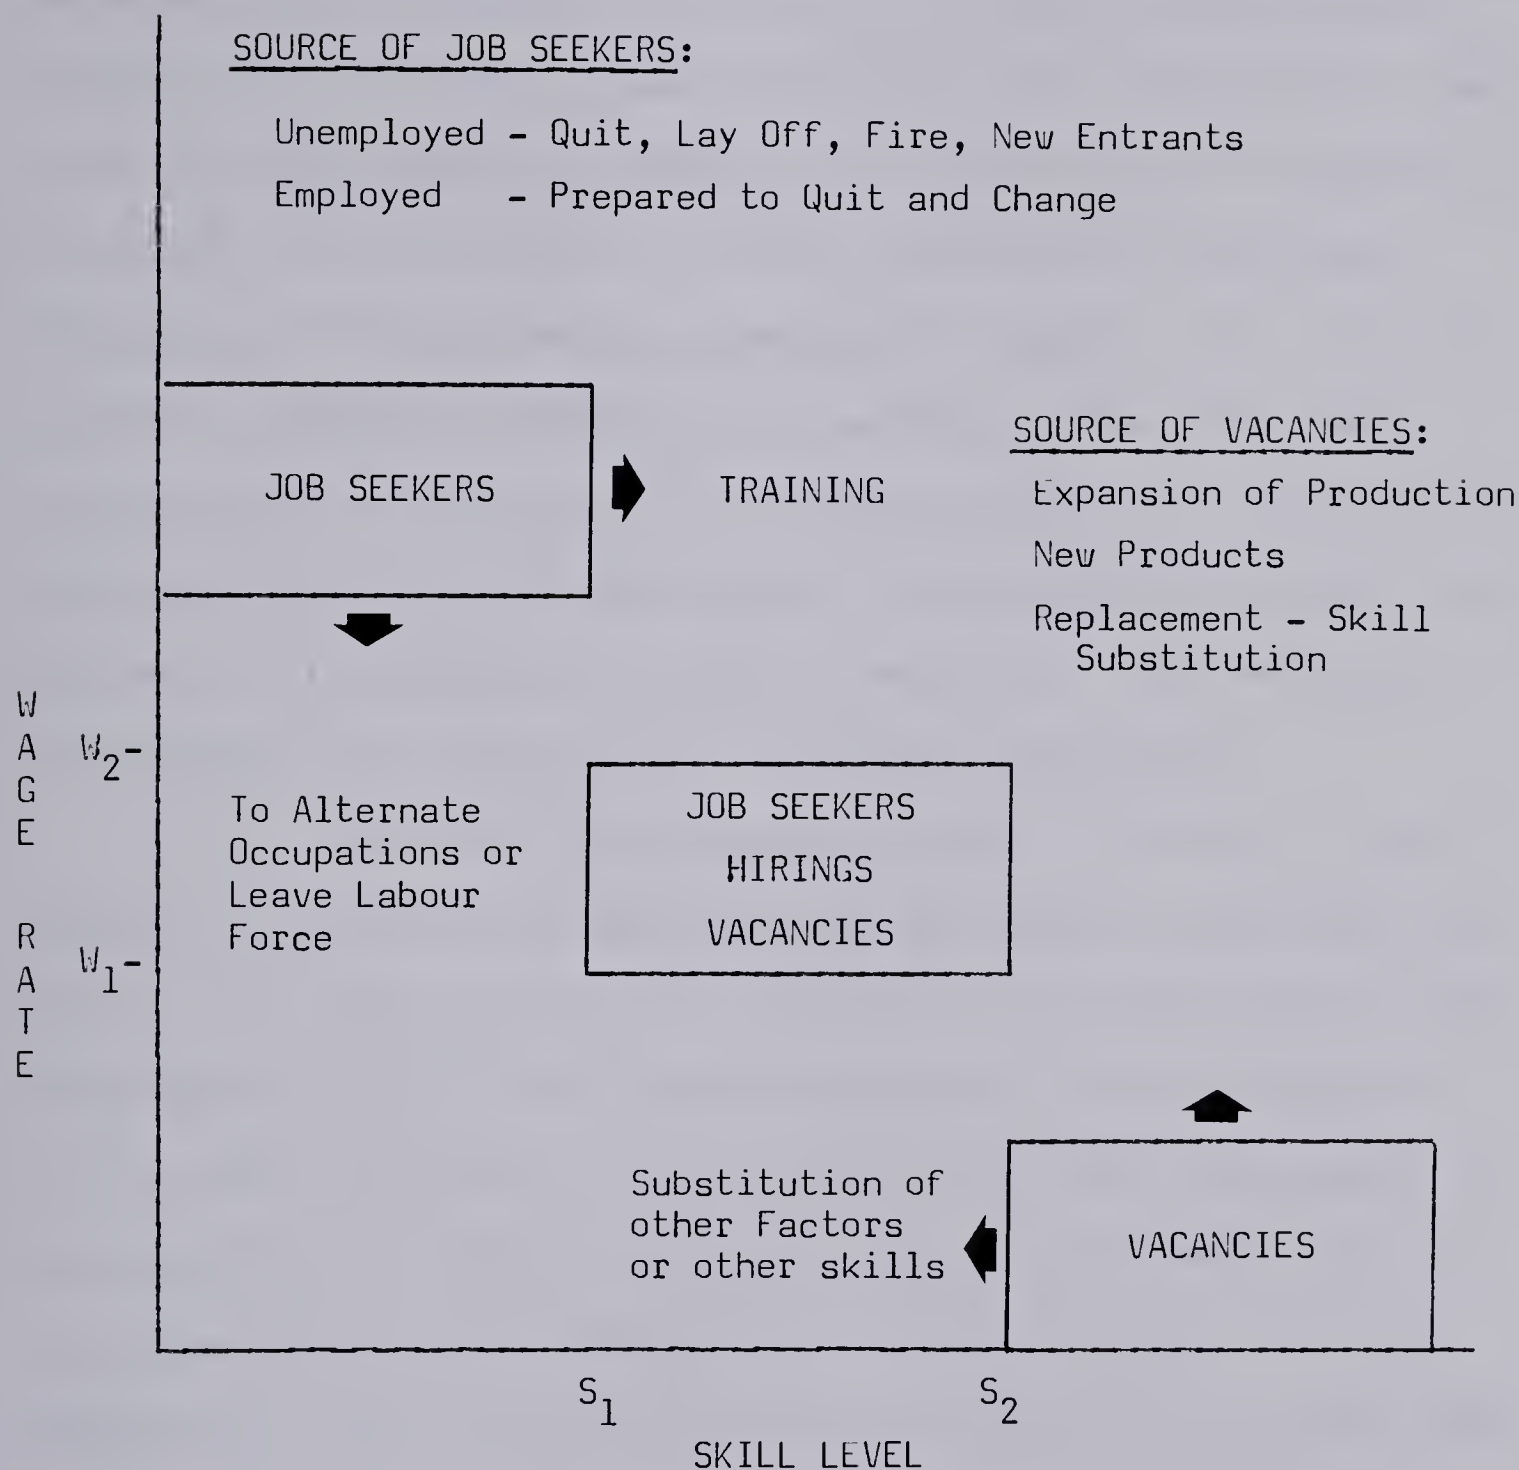 SOURCE OF JOB SEEKERS:
Unemployed - Quit, Lay Off, Fire, New Entrants
Employed - Prepared to Quit and Change
JOB SEEKERS
TRAINING
SOURCE OF VACANCIES:
Expansion of Production
New Products
Replacement - Skill
Substitution
WAGE RATE
W2-
W1-
To Alternate
Occupations or
Leave Labour
Force
JOB SEEKERS
HIRINGS
VACANCIES
Substitution of
other Factors
or other skills
VACANCIES
S1
S2
SKILL LEVEL